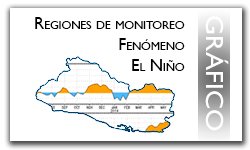 REGIONES DE MONITOREO
FENÓMENO
EL NIÑO
GRÁFICO